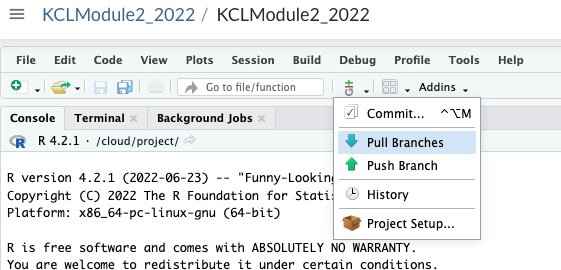 KCLModule2_2022 / KCLModule2_2022
File Edit Code View Plots Session Build Debug Profile Tools Help
Go to file/function Addins
Console Terminal Background Jobs
R 4.2.1 · /cloud/project/
Commit... ^⌥M
Pull Branches
Push Branch
History
Project Setup...
R version 4.2.1 (2022-06-23) -- "Funny-Looking
Copyright (C) 2022 The R Foundation for Statis
Platform: x86_64-pc-linux-gnu (64-bit)
R is free software and comes with ABSOLUTELY NO WARRANTY.
You are welcome to redistribute it under certain conditions.